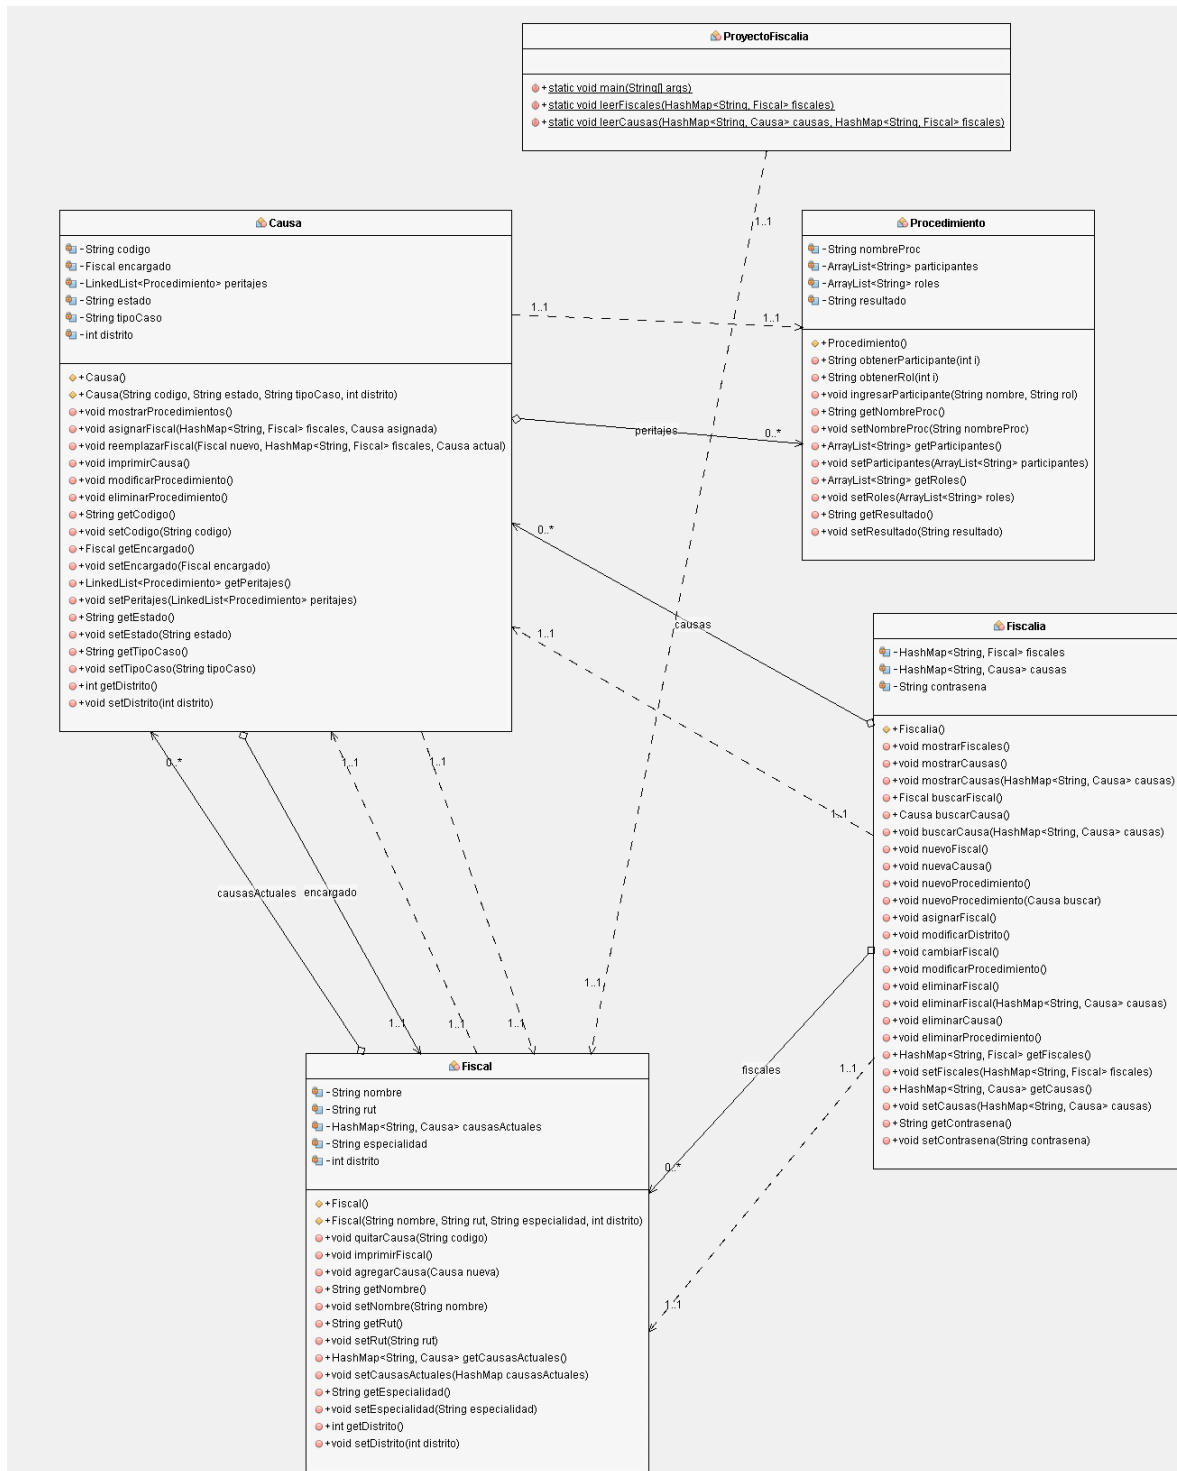 ProyectoFiscalia
+static void main(String[] args)
+static void leerFiscales(HashMap<String, Fiscal> fiscales)
+static void leerCausas(HashMap<String, Causa> causas, HashMap<String, Fiscal> fiscales)
1..1
Causa
-String codigo
-Fiscal encargado
-LinkedList<Procedimiento> peritajes
-String estado
-String tipoCaso
-int distrito
+Causa()
+Causa(String codigo, String estado, String tipoCaso, int distrito)
+void mostrarProcedimientos()
+void asignarFiscal(HashMap<String, Fiscal> fiscales, Causa asignada)
+void reemplazarFiscal(Fiscal nuevo, HashMap<String, Fiscal> fiscales, Causa actual)
+void imprimirCausa()
+void modificarProcedimiento()
+void eliminarProcedimiento()
+String getCodigo()
+void setCodigo(String codigo)
+Fiscal getEncargado()
+void setEncargado(Fiscal encargado)
+LinkedList<Procedimiento> getPeritajes()
+void setPeritajes(LinkedList<Procedimiento> peritajes)
+String getEstado()
+void setEstado(String estado)
+String getTipoCaso()
+void setTipoCaso(String tipoCaso)
+int getDistrito()
+void setDistrito(int distrito)
Procedimiento
-String nombreProc
-ArrayList<String> participantes
-ArrayList<String> roles
-String resultado
+Procedimiento()
+String obtenerParticipante(int i)
+String obtenerRol(int i)
+void ingresarParticipante(String nombre, String rol)
+String getNombreProc()
+void setNombreProc(String nombreProc)
+ArrayList<String> getParticipantes()
+void setParticipantes(ArrayList<String> participantes)
+ArrayList<String> getRoles()
+void setRoles(ArrayList<String> roles)
+String getResultado()
+void setResultado(String resultado)
1..1
1..1
peritajes
0..*
0..*
causas
1..1
1..1
Fiscalia
-HashMap<String, Fiscal> fiscales
-HashMap<String, Causa> causas
-String contrasena
+Fiscalia()
+void mostrarFiscales()
+void mostrarCausas()
+void mostrarCausas(HashMap<String, Causa> causas)
+Fiscal buscarFiscal()
+Causa buscarCausa()
+void buscarCausa(HashMap<String, Causa> causas)
+void nuevoFiscal()
+void nuevaCausa()
+void nuevoProcedimiento()
+void nuevoProcedimiento(Causa buscar)
+void asignarFiscal()
+void modificarDistrito()
+void cambiarFiscal()
+void modificarProcedimiento()
+void eliminarFiscal()
+void eliminarFiscal(HashMap<String, Causa> causas)
+void eliminarCausa()
+void eliminarProcedimiento()
+HashMap<String, Fiscal> getFiscales()
+void setFiscales(HashMap<String, Fiscal> fiscales)
+HashMap<String, Causa> getCausas()
+void setCausas(HashMap<String, Causa> causas)
+String getContrasena()
+void setContrasena(String contrasena)
0..*
1..1
1..1
causasActuales
encargado
1..1
1..1
1..1
1..1
fiscales
1..1
0..*
1..1
Fiscal
-String nombre
-String rut
-HashMap<String, Causa> causasActuales
-String especialidad
-int distrito
+Fiscal()
+Fiscal(String nombre, String rut, String especialidad, int distrito)
+void quitarCausa(String codigo)
+void imprimirFiscal()
+void agregarCausa(Causa nueva)
+String getNombre()
+void setNombre(String nombre)
+String getRut()
+void setRut(String rut)
+HashMap<String, Causa> getCausasActuales()
+void setCausasActuales(HashMap causasActuales)
+String getEspecialidad()
+void setEspecialidad(String especialidad)
+int getDistrito()
+void setDistrito(int distrito)